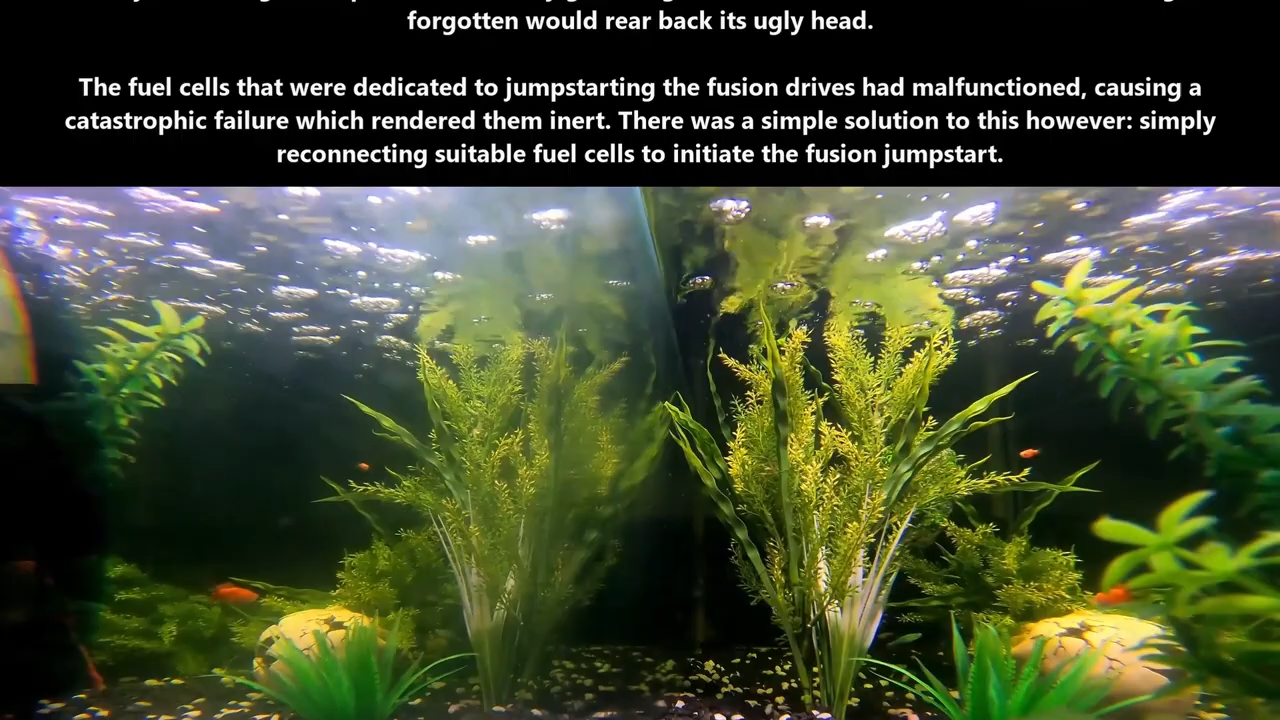 forgotten would rear back its ugly head.
The fuel cells that were dedicated to jumpstarting the fusion drives had malfunctioned, causing a
catastrophic failure which rendered them inert. There was a simple solution to this however: simply
reconnecting suitable fuel cells to initiate the fusion jumpstart.